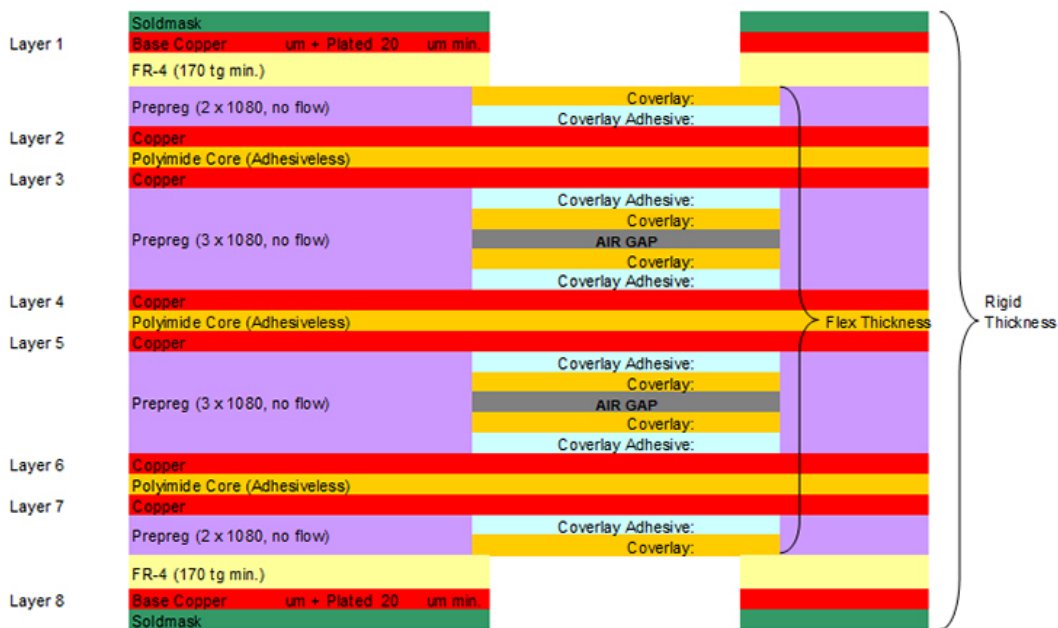 Soldmask
Layer 1 Base Copper um + Plated 20 um min.
FR-4 (170 tg min.)
Coverlay:
Prepreg (2 x 1080, no flow)
Coverlay Adhesive:
Layer 2 Copper
Polyimide Core (Adhesiveless)
Layer 3 Copper
Coverlay Adhesive:
Coverlay:
Prepreg (3 x 1080, no flow) AIR GAP
Coverlay:
Coverlay Adhesive:
Layer 4 Copper
Polyimide Core (Adhesiveless)
Flex Thickness
Rigid
Thickness
Layer 5 Copper
Coverlay Adhesive:
Coverlay:
Prepreg (3 x 1080, no flow) AIR GAP
Coverlay:
Coverlay Adhesive:
Layer 6 Copper
Polyimide Core (Adhesiveless)
Layer 7 Copper
Coverlay Adhesive:
Prepreg (2 x 1080, no flow)
Coverlay:
FR-4 (170 tg min.)
Layer 8 Base Copper um + Plated 20 um min.
Soldmask